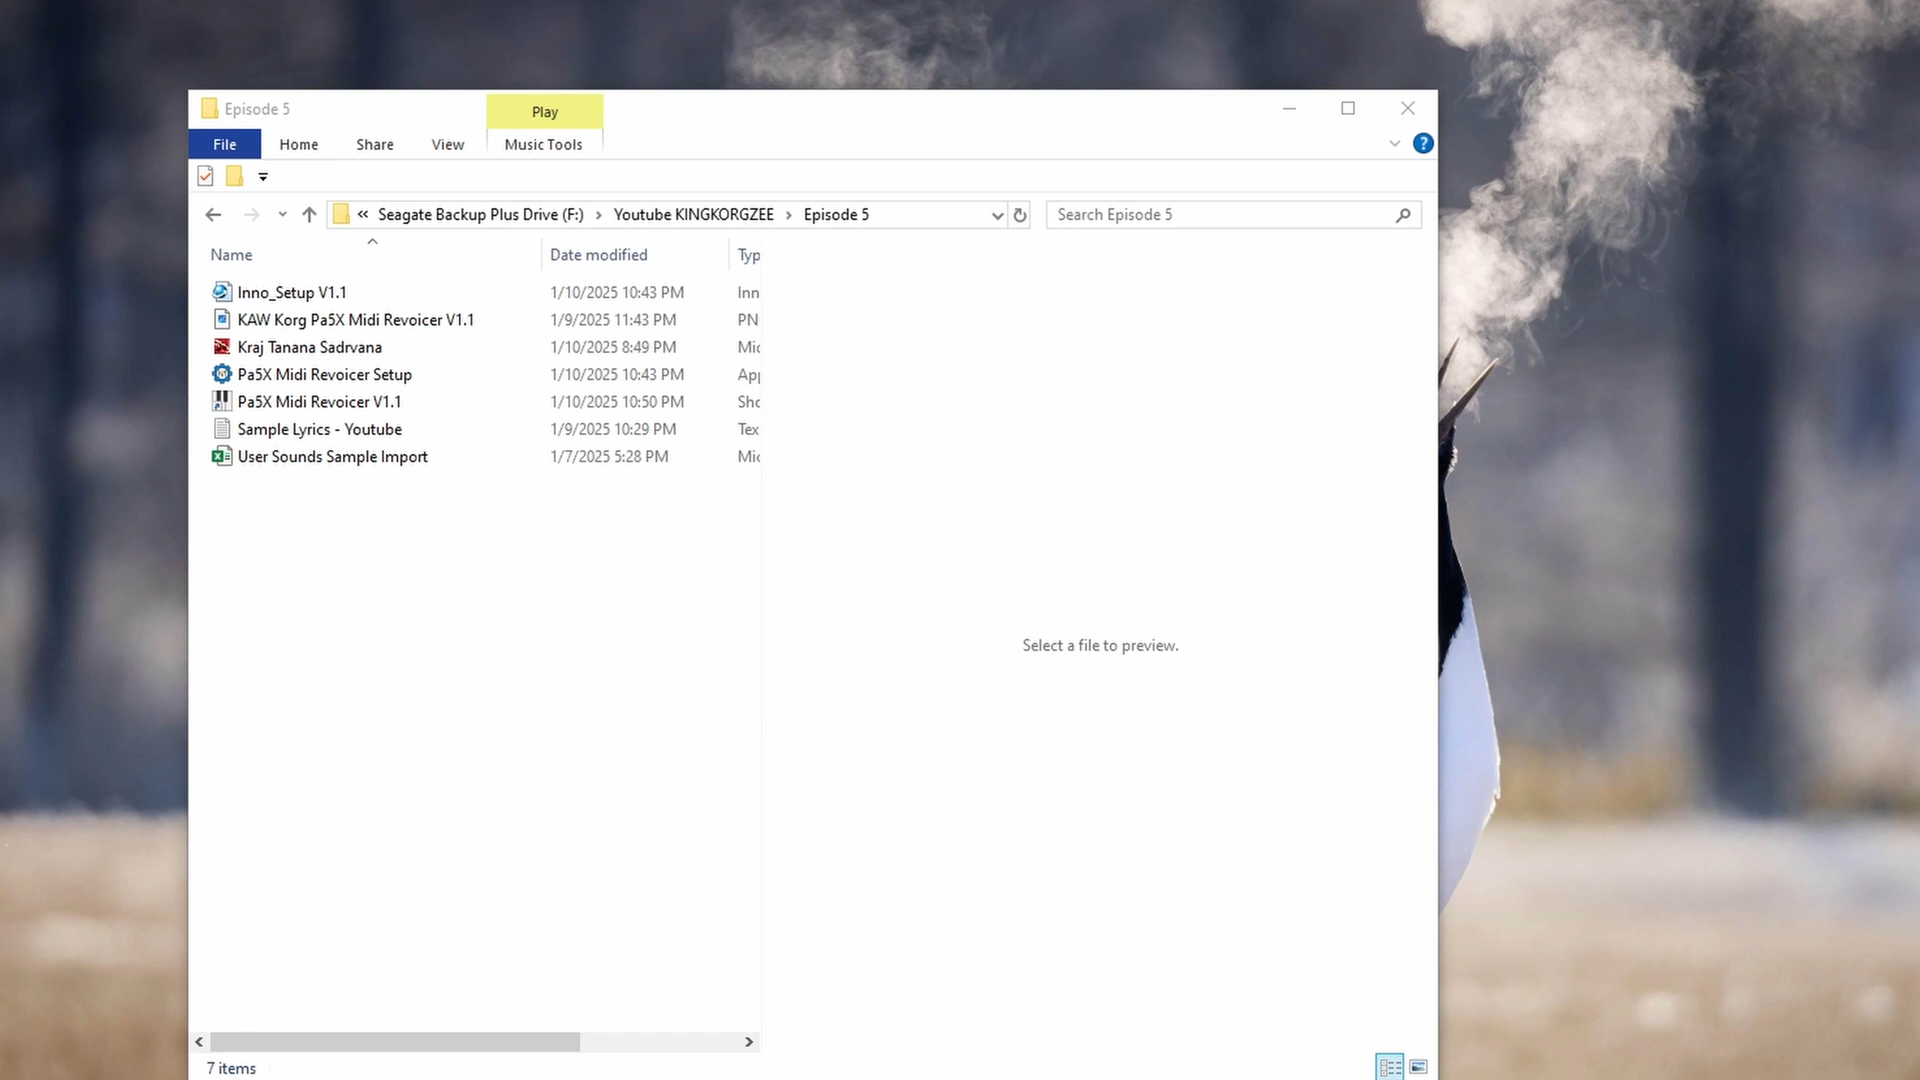 Episode 5
Play
File Home Share View Music Tools
?
« Seagate Backup Plus Drive (F:) › Youtube KINGKORGZEE › Episode 5
Search Episode 5
Name Date modified Typ
Inno_Setup V1.1 1/10/2025 10:43 PM Inn
KAW Korg Pa5X Midi Revoicer V1.1 1/9/2025 11:43 PM PN
Kraj Tanana Sadrvana 1/10/2025 8:49 PM Mic
Pa5X Midi Revoicer Setup 1/10/2025 10:43 PM App
Pa5X Midi Revoicer V1.1 1/10/2025 10:50 PM Sho
Sample Lyrics - Youtube 1/9/2025 10:29 PM Tex
User Sounds Sample Import 1/7/2025 5:28 PM Mic
Select a file to preview.
7 items